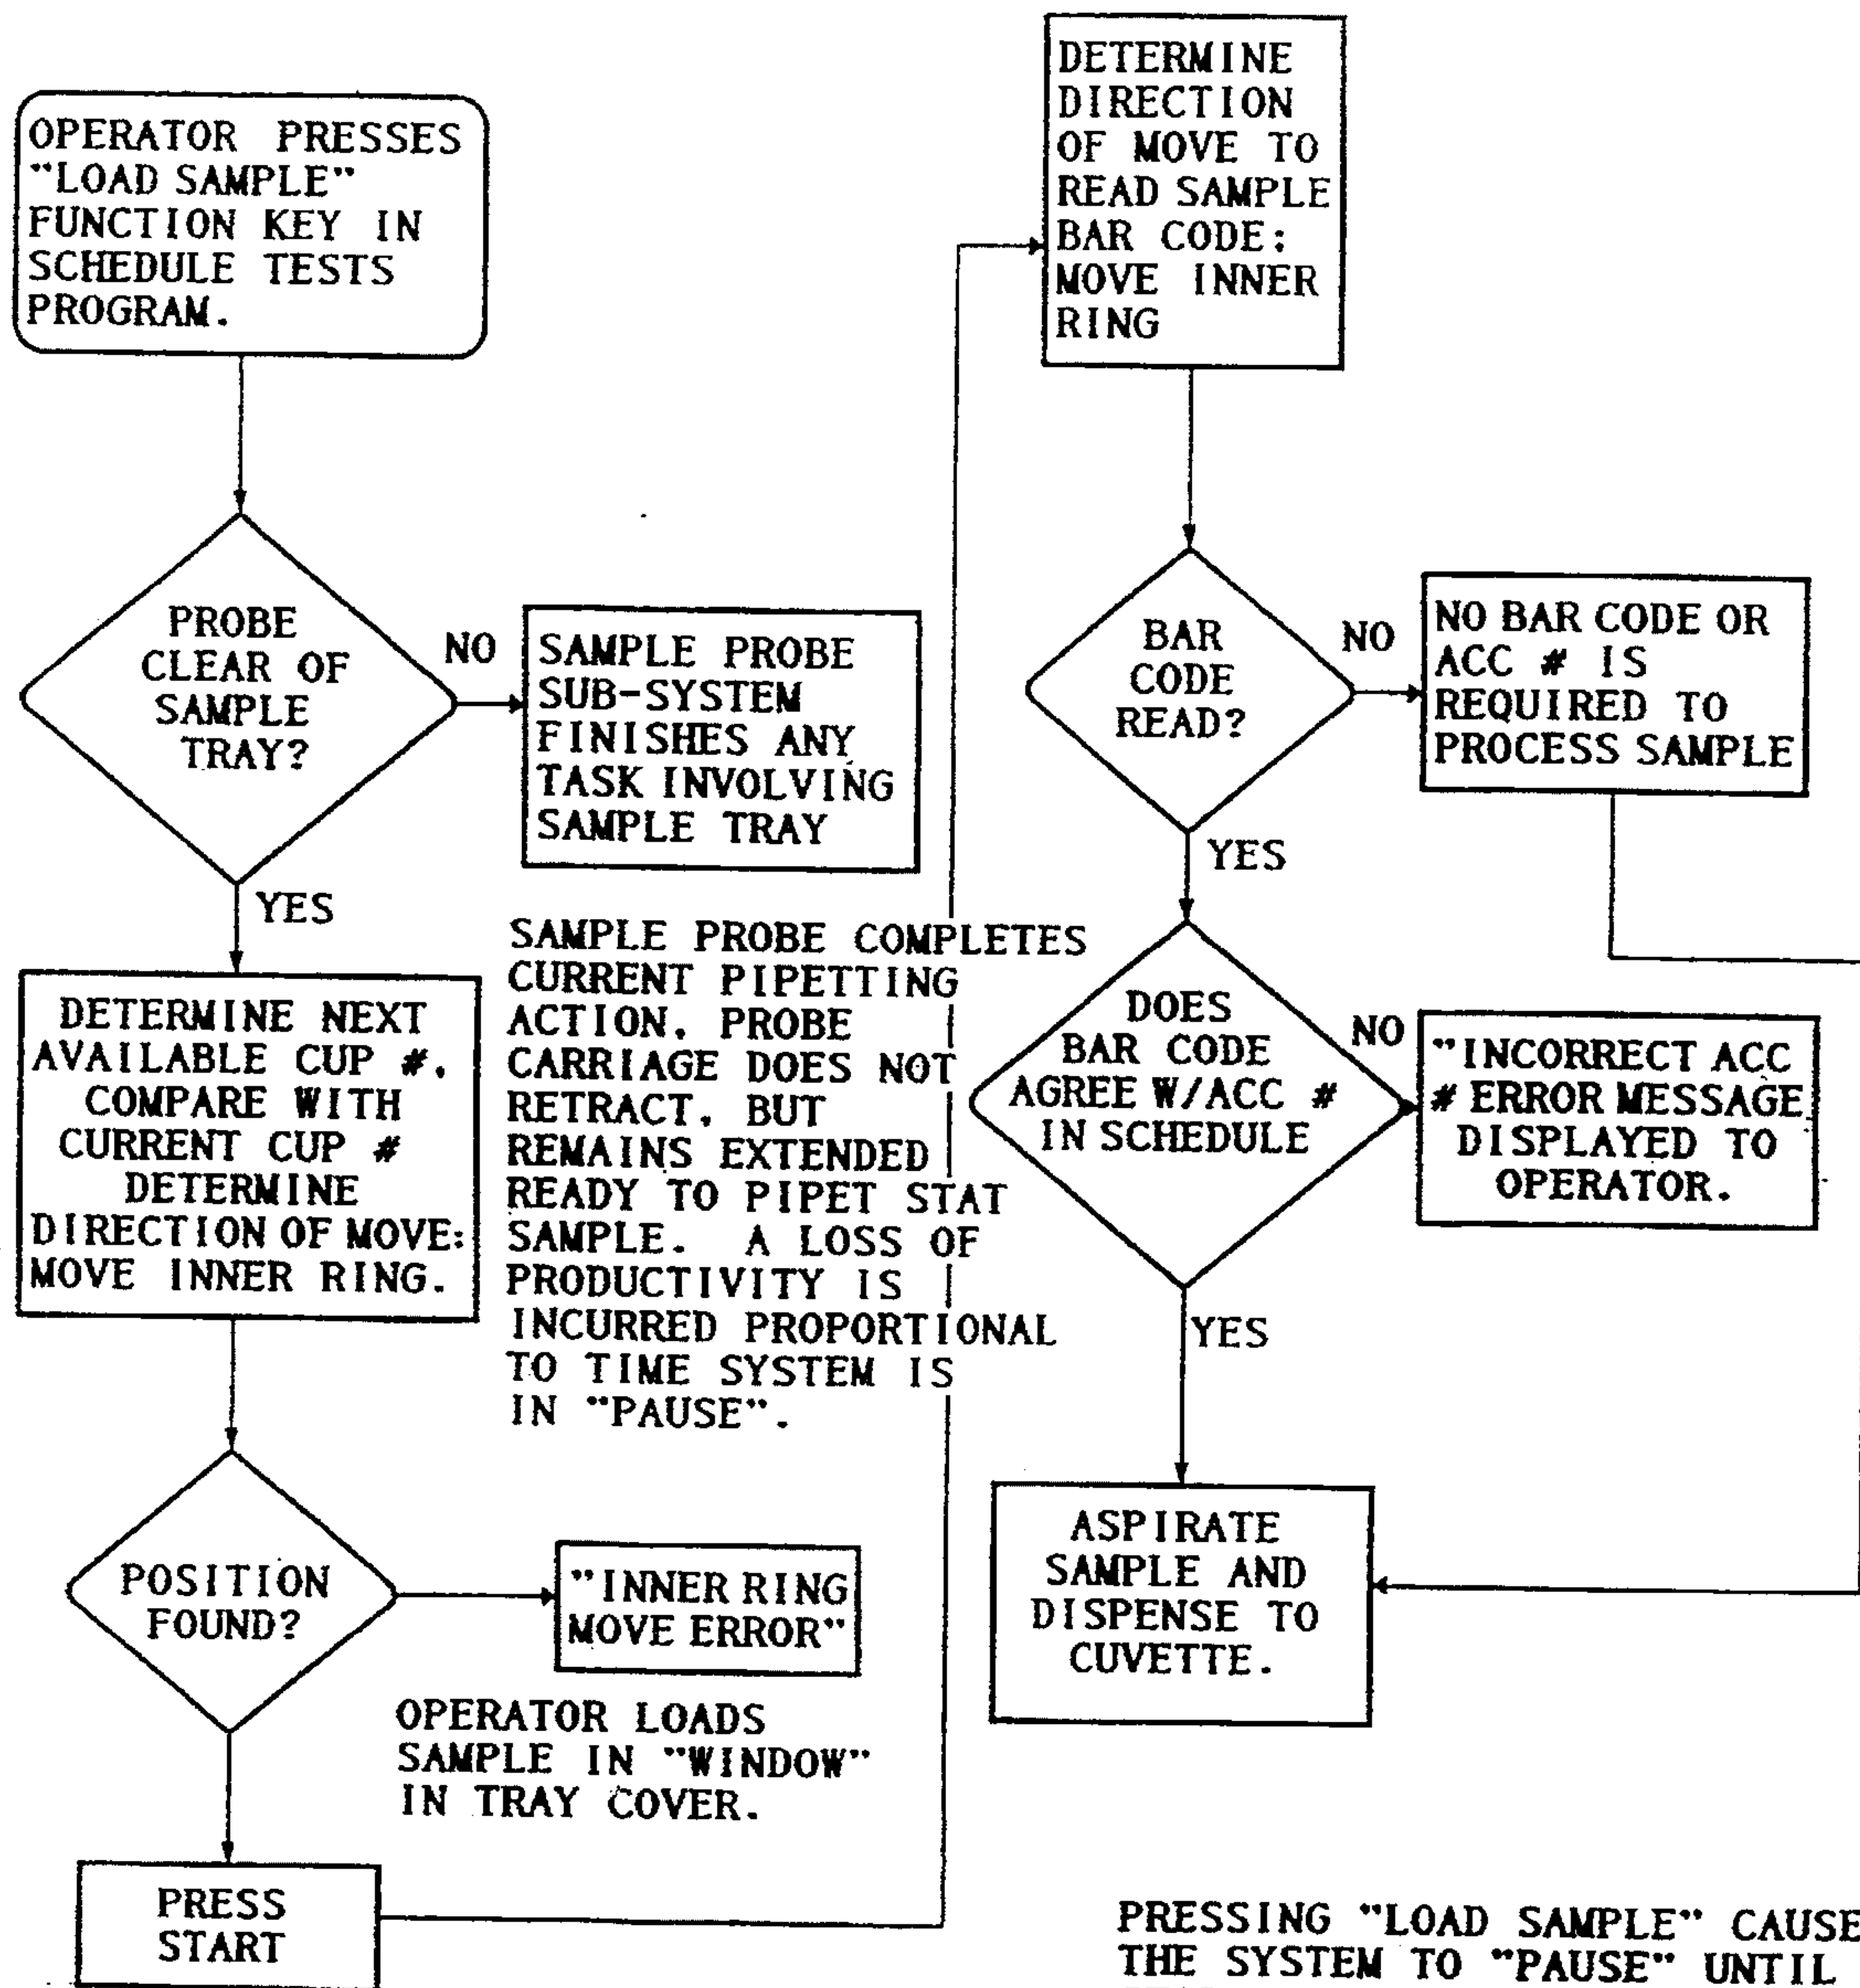 OPERATOR PRESSES
"LOAD SAMPLE"
FUNCTION KEY IN
SCHEDULE TESTS
PROGRAM.
PROBE
CLEAR OF
SAMPLE
TRAY?
NO
SAMPLE PROBE
SUB-SYSTEM
FINISHES ANY
TASK INVOLVING
SAMPLE TRAY
YES
DETERMINE NEXT
AVAILABLE CUP #.
COMPARE WITH
CURRENT CUP #
DETERMINE
DIRECTION OF MOVE:
MOVE INNER RING.
SAMPLE PROBE COMPLETES
CURRENT PIPETTING
ACTION. PROBE
CARRIAGE DOES NOT
RETRACT, BUT
REMAINS EXTENDED
READY TO PIPET STAT
SAMPLE. A LOSS OF
PRODUCTIVITY IS
INCURRED PROPORTIONAL
TO TIME SYSTEM IS
IN "PAUSE".
POSITION
FOUND?
"INNER RING
MOVE ERROR"
OPERATOR LOADS
SAMPLE IN "WINDOW"
IN TRAY COVER.
PRESS
START
DETERMINE
DIRECTION
OF MOVE TO
READ SAMPLE
BAR CODE:
MOVE INNER
RING
BAR
CODE
READ?
NO
NO BAR CODE OR
ACC # IS
REQUIRED TO
PROCESS SAMPLE
YES
DOES
BAR CODE
AGREE W/ACC #
IN SCHEDULE
NO
"INCORRECT ACC
# ERROR MESSAGE
DISPLAYED TO
OPERATOR.
YES
ASPIRATE
SAMPLE AND
DISPENSE TO
CUVETTE.
PRESSING "LOAD SAMPLE" CAUSE
THE SYSTEM TO "PAUSE" UNTIL